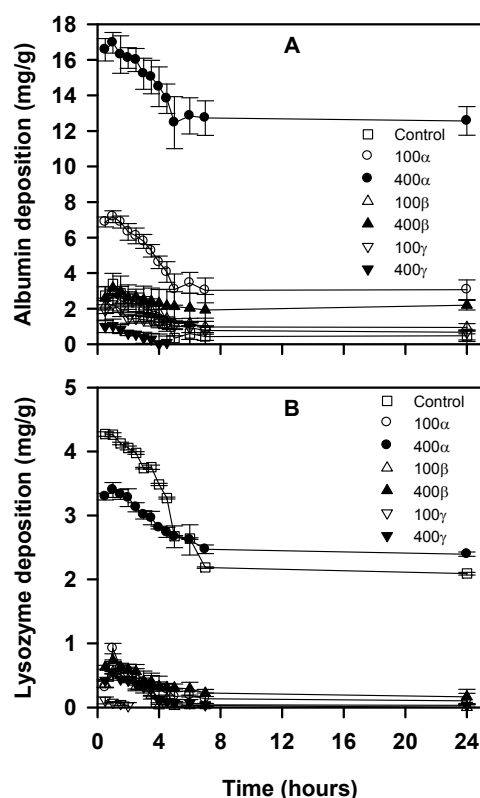 A
Albumin deposition (mg/g)
18
16
14
12
10
8
6
4
2
0
Control
100α
400α
100β
400β
100γ
400γ
B
Lysozyme deposition (mg/g)
5
4
3
2
1
0
Control
100α
400α
100β
400β
100γ
400γ
0 4 8 12 16 20 24
Time (hours)